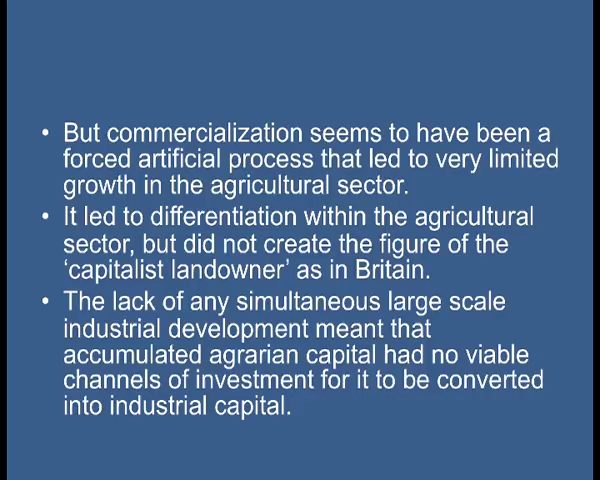 • But commercialization seems to have been a
forced artificial process that led to very limited
growth in the agricultural sector.
• It led to differentiation within the agricultural
sector, but did not create the figure of the
‘capitalist landowner’ as in Britain.
• The lack of any simultaneous large scale
industrial development meant that
accumulated agrarian capital had no viable
channels of investment for it to be converted
into industrial capital.